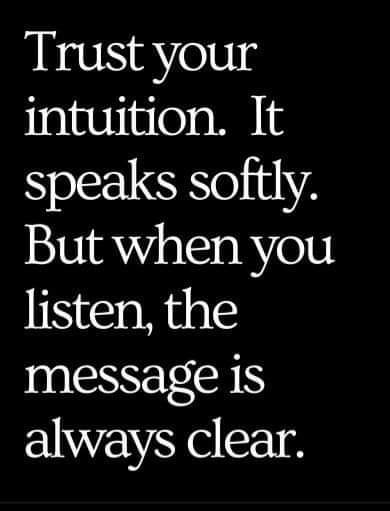 Trust your
intuition.  It
speaks softly.
But when you
listen, the
message is
always clear.